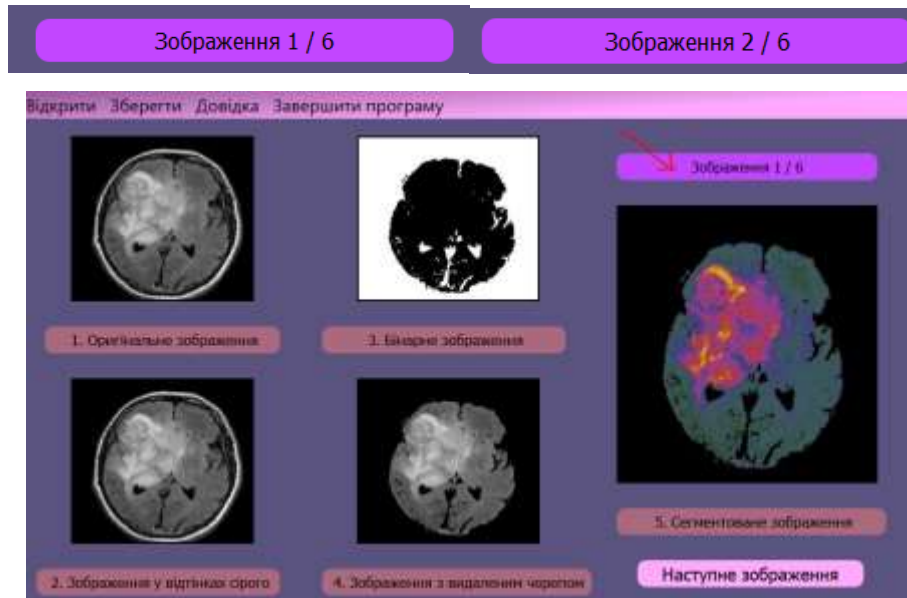 Зображення 1 / 6
Зображення 2 / 6
Відкрити Зберегти Довідка Завершити програму
Зображення 1 / 6
1. Оригінальне зображення
3. Бінарне зображення
2. Зображення у відтінках сірого
4. Зображення з видаленим черепом
5. Сегментоване зображення
Наступне зображення